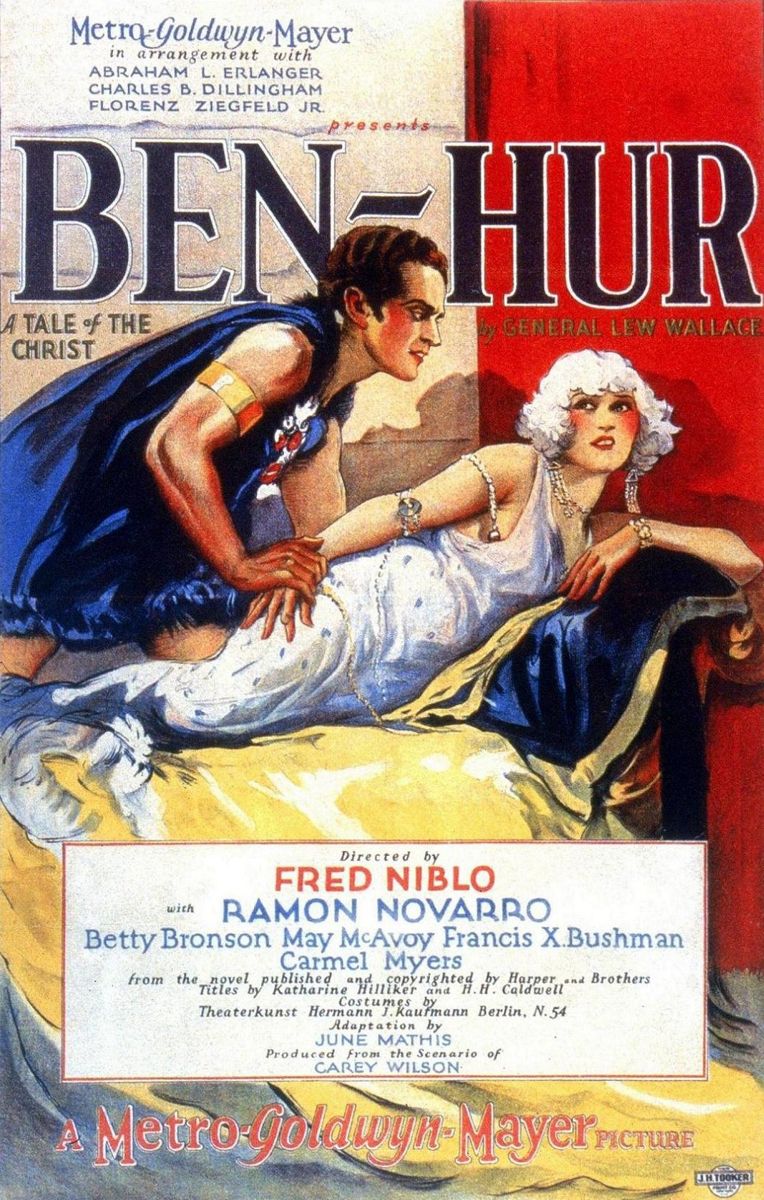 Metro-Goldwyn-Mayer
in arrangement with
ABRAHAM L. ERLANGER
CHARLES B. DILLINGHAM
FLORENZ ZIEGFELD JR.
presents
BEN-HUR
A TALE of THE
CHRIST
by GENERAL LEW WALLACE
Directed by
FRED NIBLO
with RAMON NOVARRO
Betty Bronson May McAvoy Francis X. Bushman
Carmel Myers
from the novel published and copyrighted by Harper and Brothers
Titles by Katharine Hilliker and H.H. Caldwell
Costumes by
Theaterkunst Hermann J. Kaufmann Berlin, N. 54
Adaptation by
JUNE MATHIS
Produced from the Scenario of
CAREY WILSON
A Metro-Goldwyn-Mayer PICTURE
J.H. TOOKER